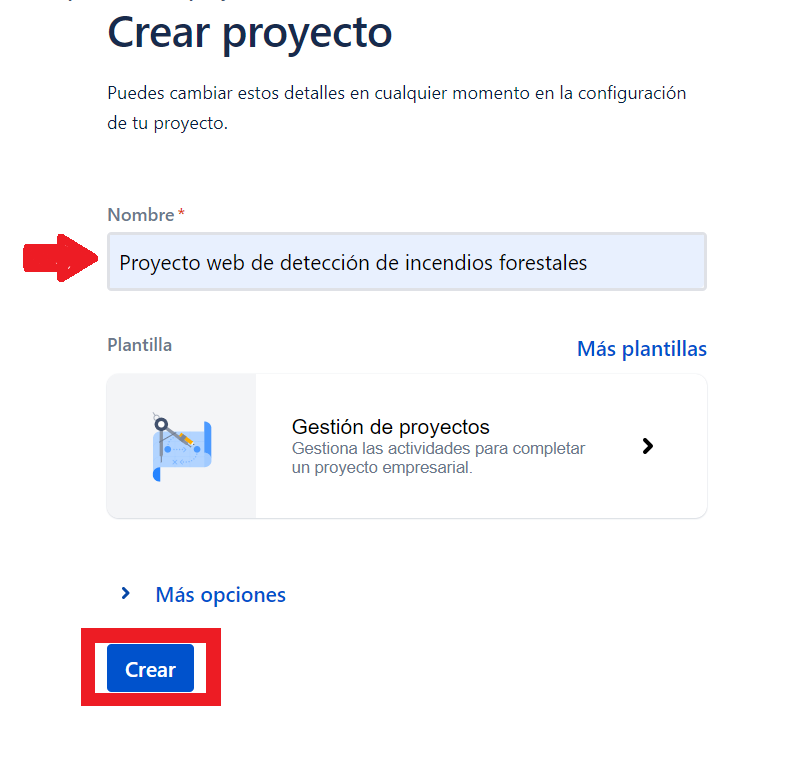 Crear proyecto
Puedes cambiar estos detalles en cualquier momento en la configuración
de tu proyecto.
Nombre*
Proyecto web de detección de incendios forestales
Plantilla
Más plantillas
Gestión de proyectos
Gestiona las actividades para completar
un proyecto empresarial.
Más opciones
Crear